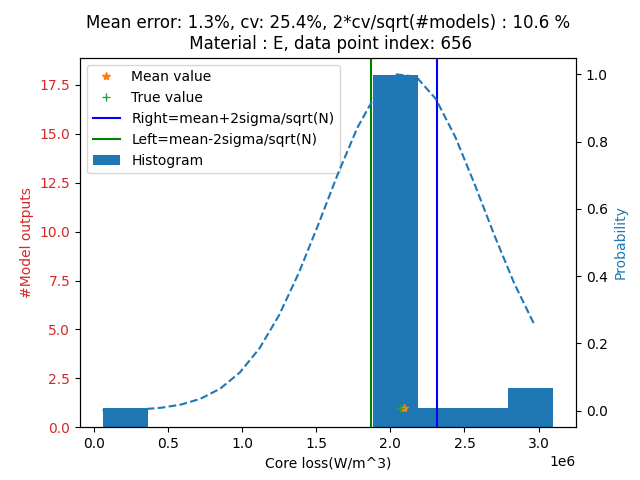 Mean error: 1.3%, cv: 25.4%, 2*cv/sqrt(#models) : 10.6 %
Material : E, data point index: 656
Mean value
True value
Right=mean+2sigma/sqrt(N)
Left=mean-2sigma/sqrt(N)
Histogram
#Model outputs
17.5
15.0
12.5
10.0
7.5
5.0
2.5
0.0
Probability
1.0
0.8
0.6
0.4
0.2
0.0
0.0 0.5 1.0 1.5 2.0 2.5 3.0
1e6
Core loss(W/m^3)